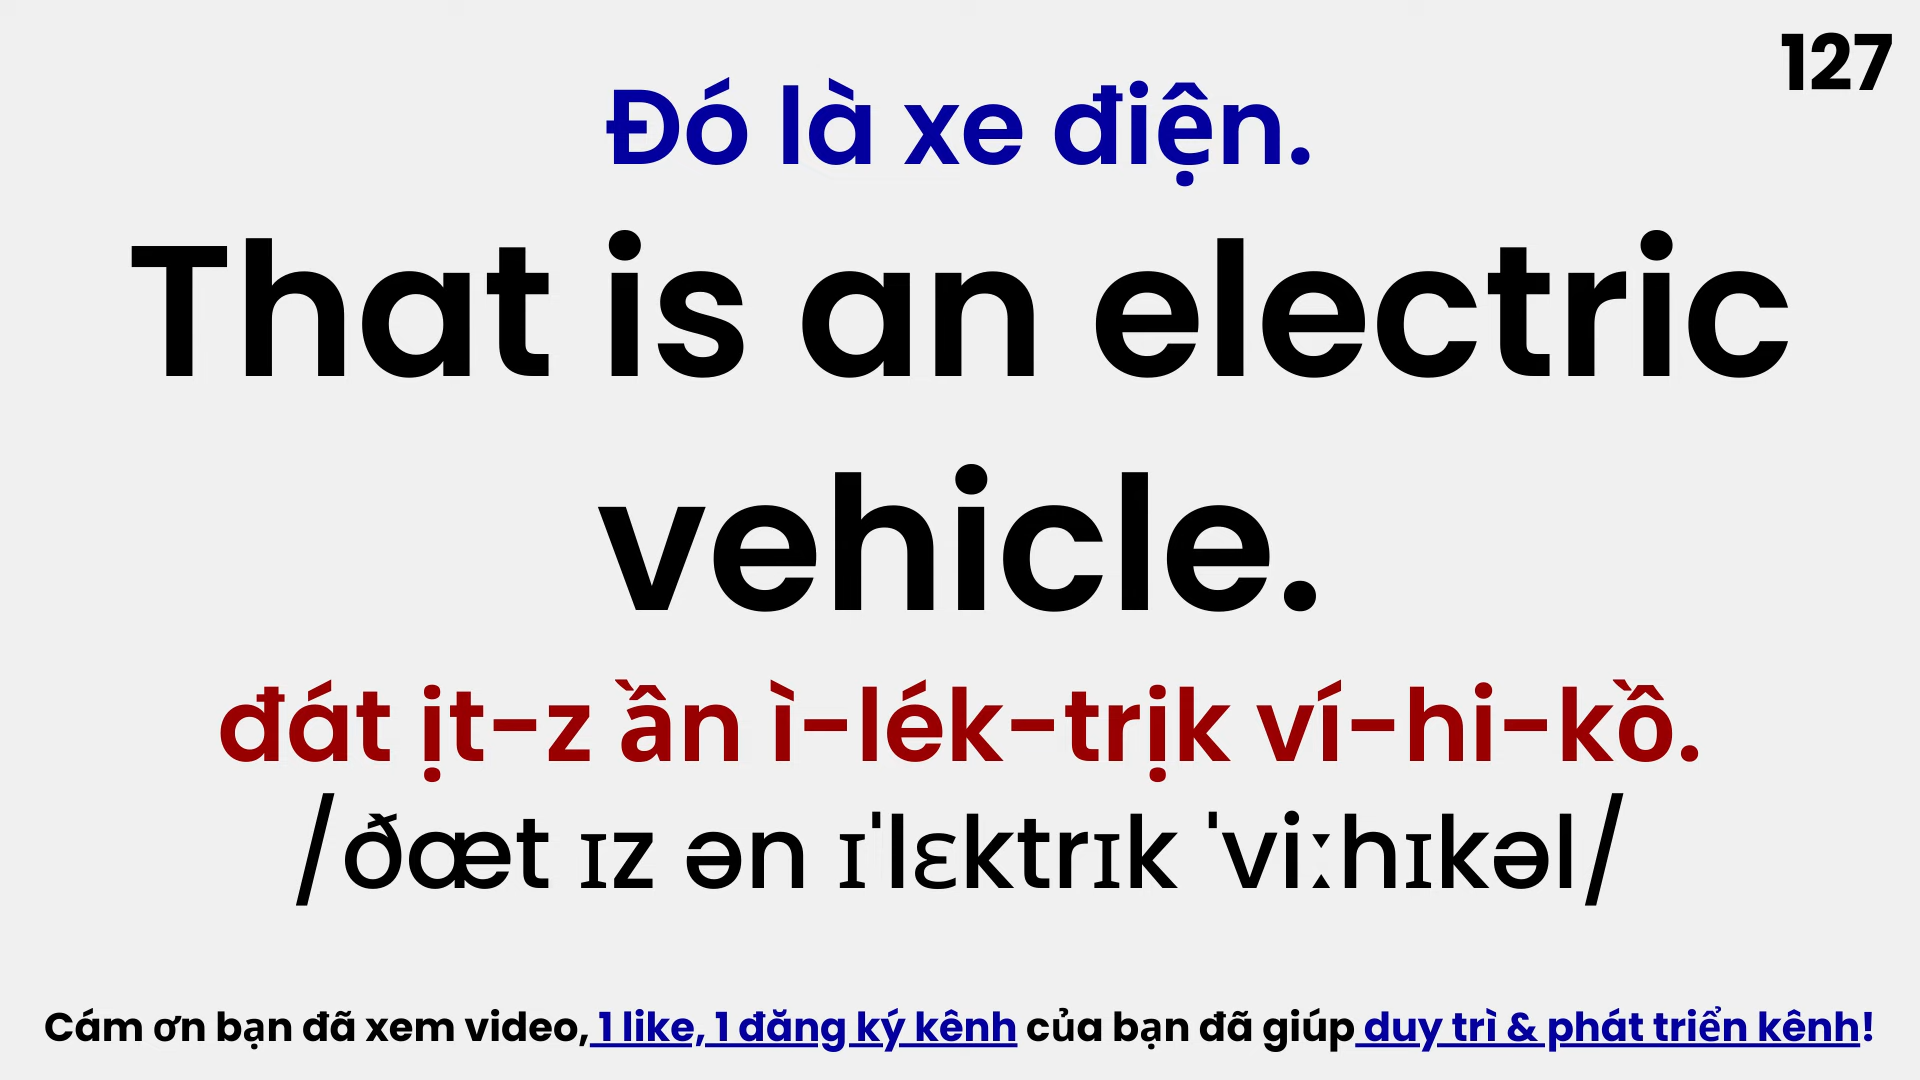 127
Đó là xe điện.
That is an electric
vehicle.
đát ịt-z ần ì-lék-trịk ví-hi-kồ.
/ðæt ɪz ən ɪˈlɛktrɪk ˈviːhɪkəl/
Cám ơn bạn đã xem video, 1 like, 1 đăng ký kênh của bạn đã giúp duy trì & phát triển kênh!